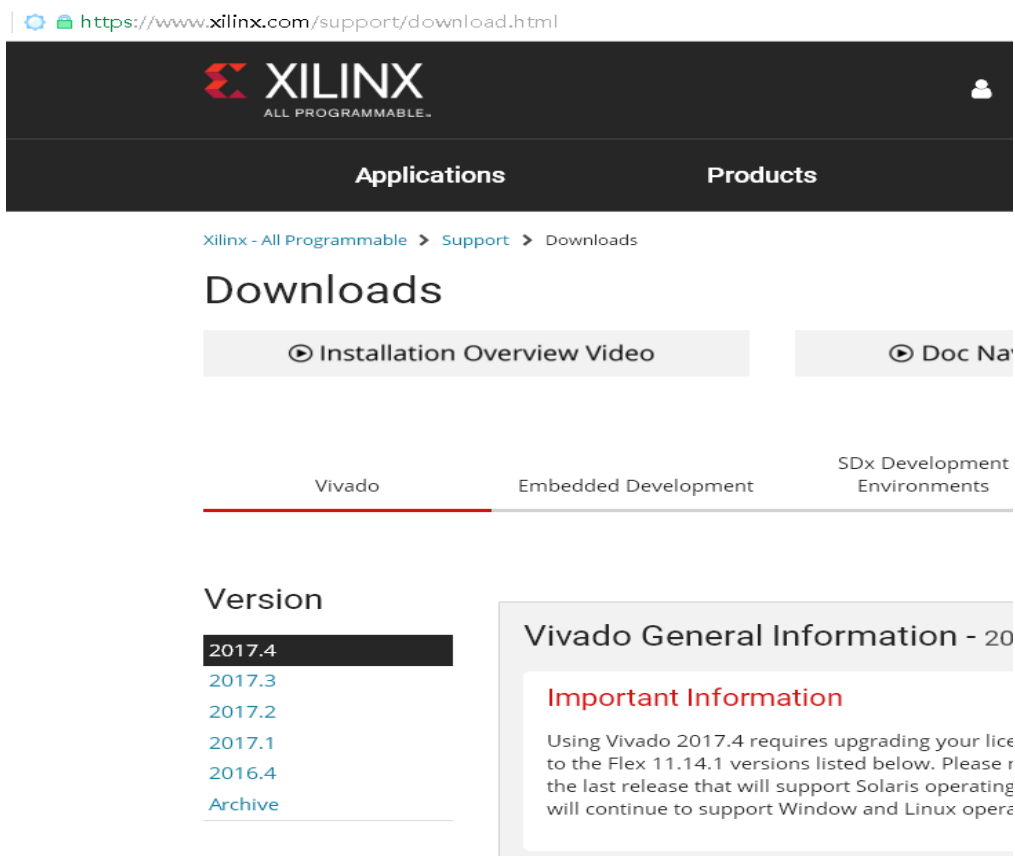 https://www.xilinx.com/support/download.html
XILINX
ALL PROGRAMMABLE™
Applications Products
Xilinx - All Programmable > Support > Downloads
Downloads
Installation Overview Video
Doc Na
Vivado
Embedded Development
SDx Development
Environments
Version
2017.4
2017.3
2017.2
2017.1
2016.4
Archive
Vivado General Information - 20
Important Information
Using Vivado 2017.4 requires upgrading your lice
to the Flex 11.14.1 versions listed below. Please
the last release that will support Solaris operating
will continue to support Window and Linux opera